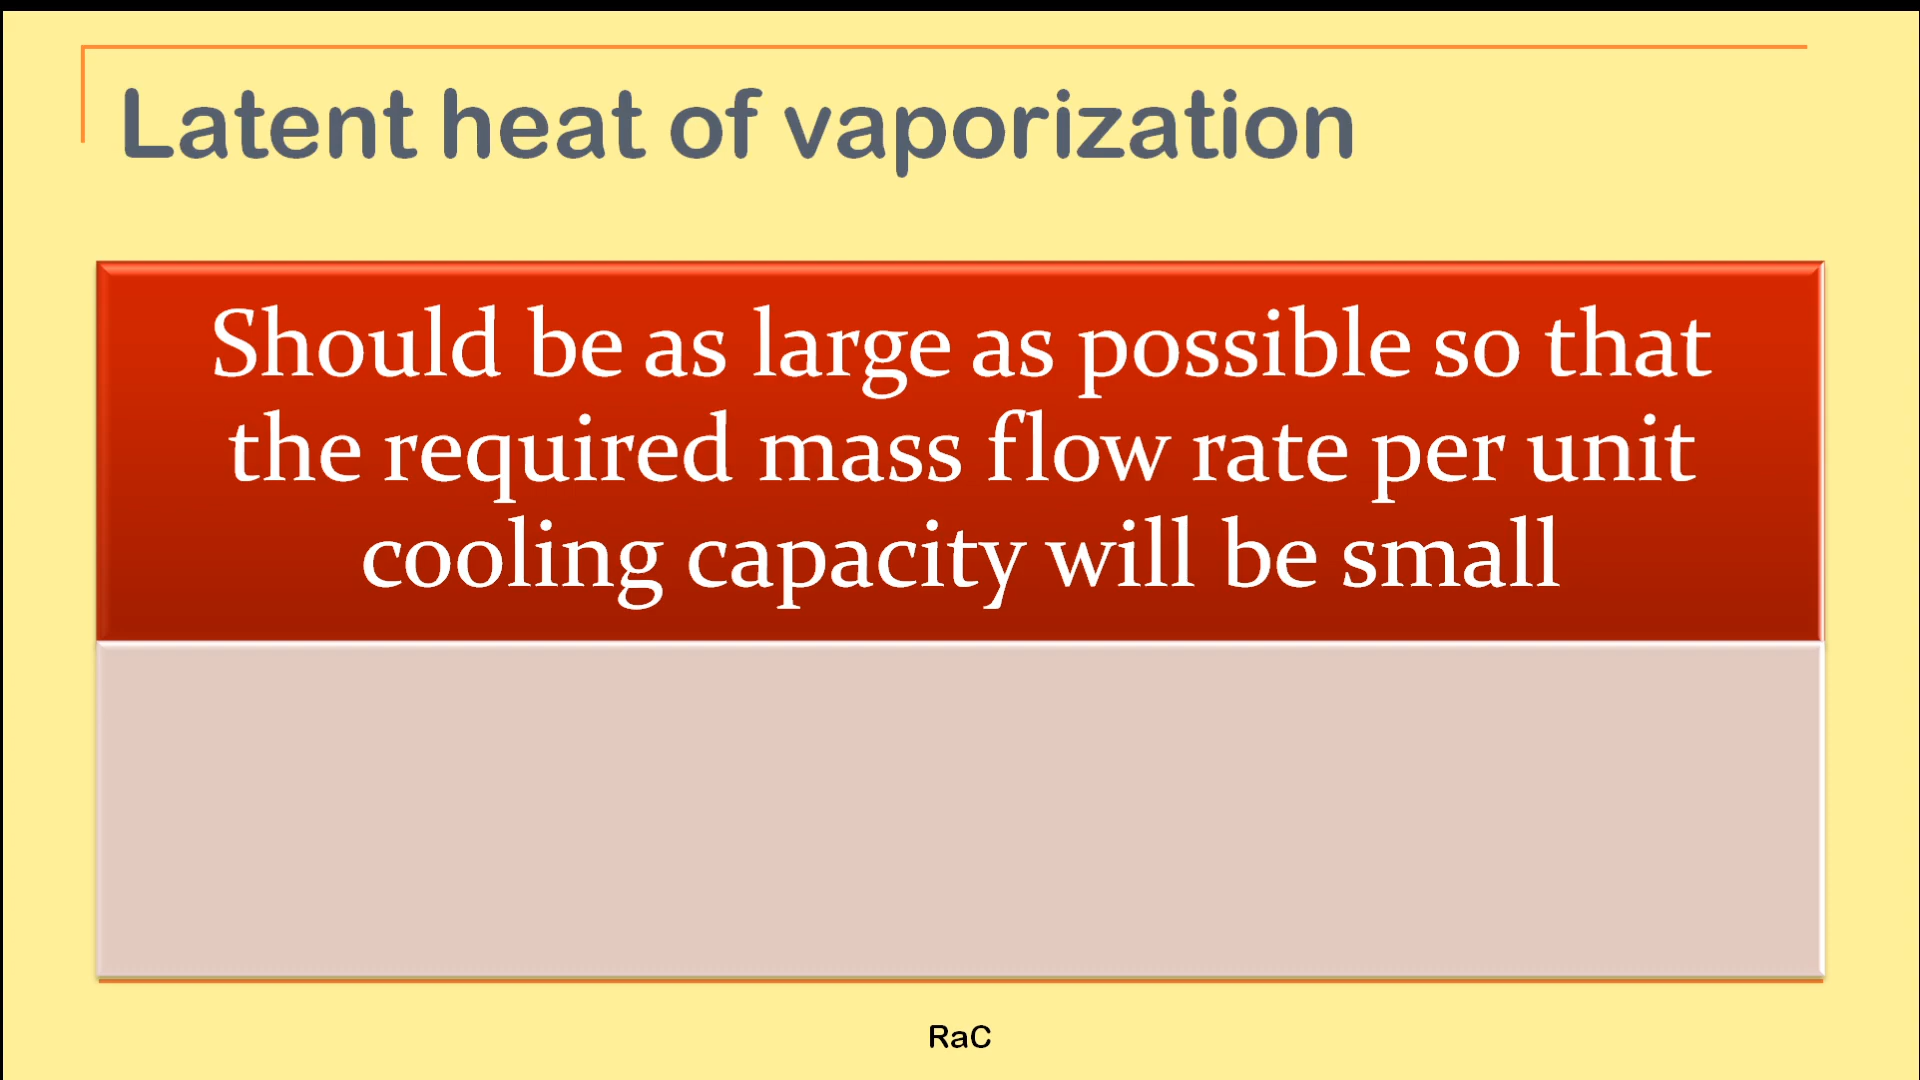 Latent heat of vaporization
Should be as large as possible so that
the required mass flow rate per unit
cooling capacity will be small
RaC